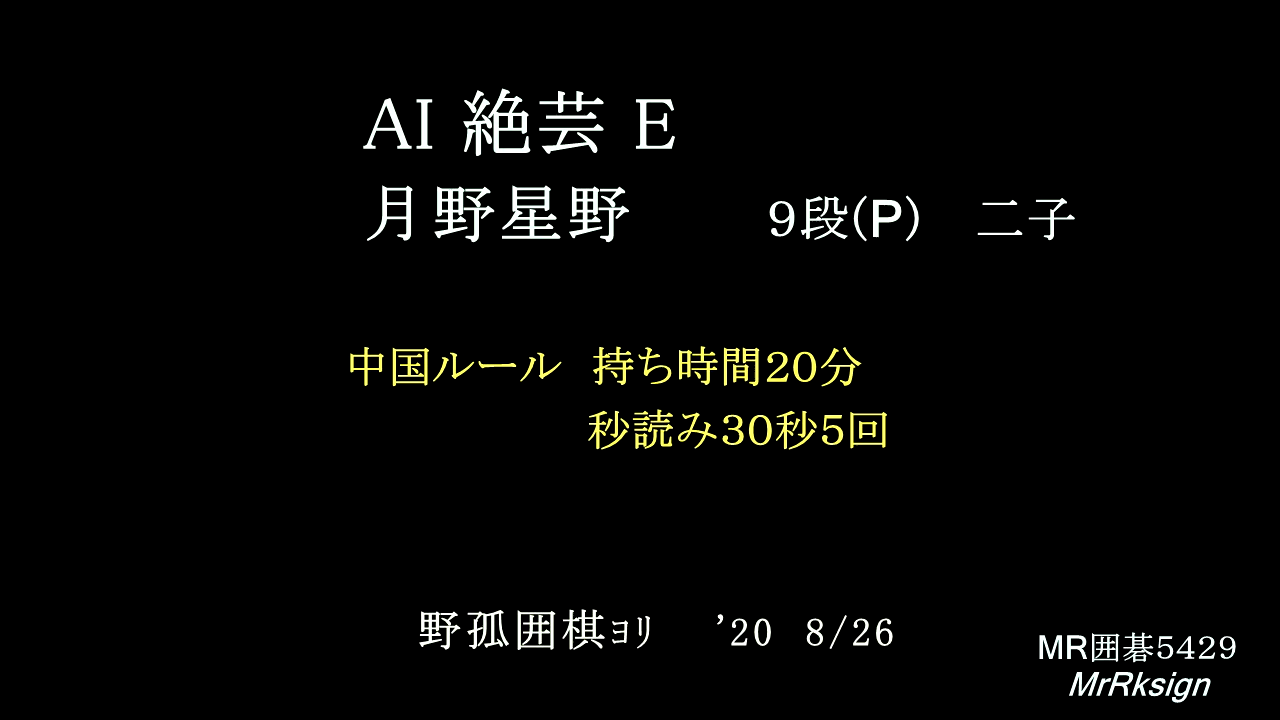 AI 絶芸 E
月野星野 9段(P) 二子
中国ルール 持ち時間20分
秒読み30秒5回
野孤囲棋ﾖﾘ ’20 8/26
MR囲碁5429
MrRksign